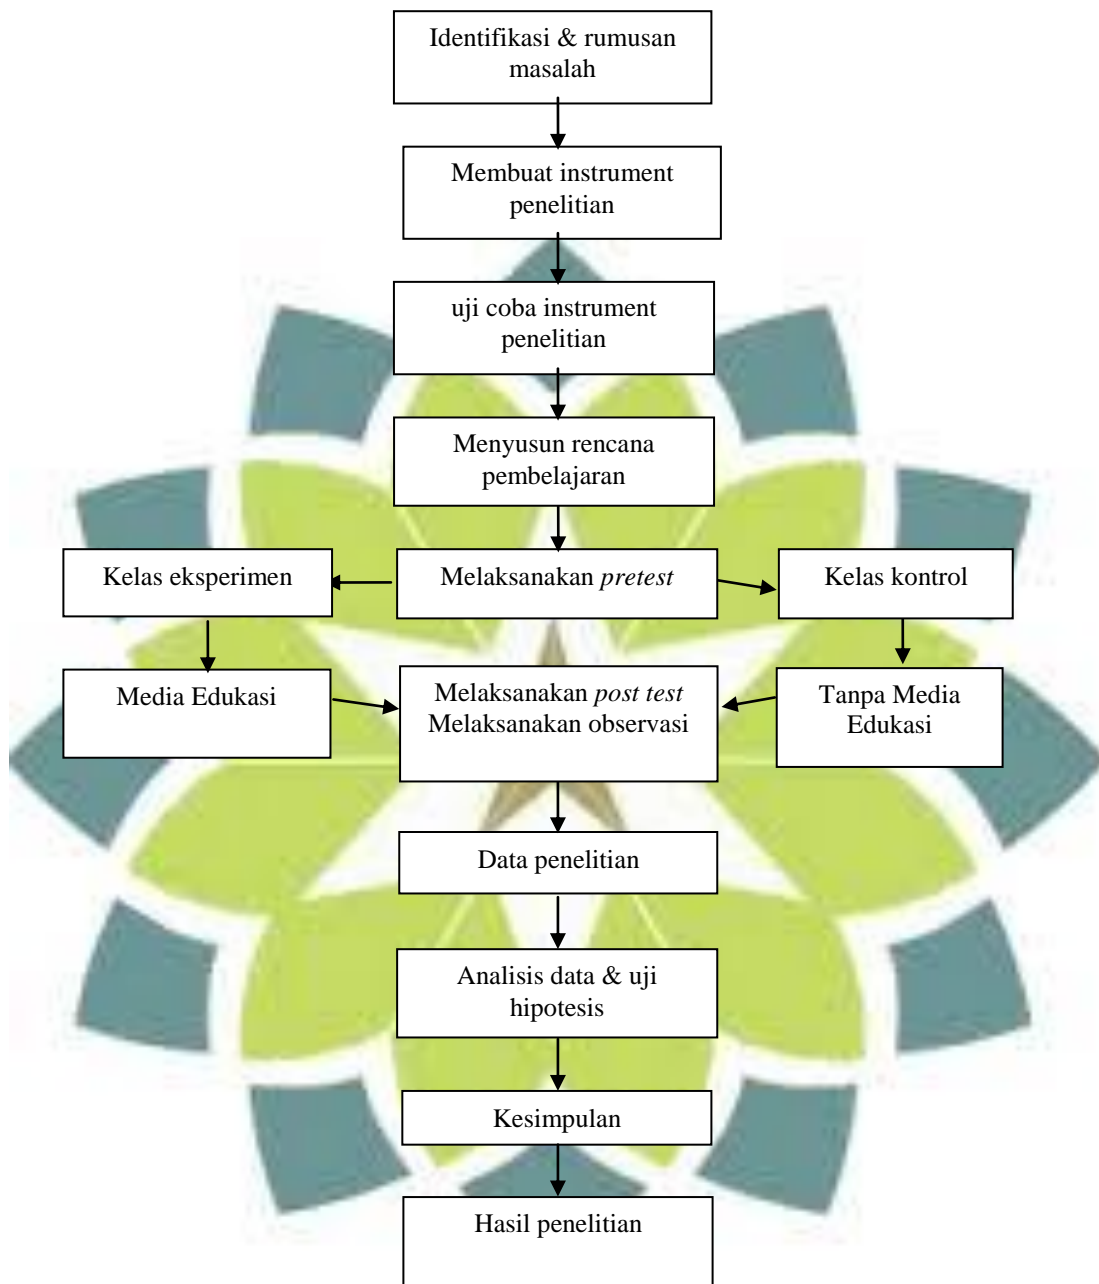 Identifikasi & rumusan
masalah
Membuat instrument
penelitian
uji coba instrument
penelitian
Menyusun rencana
pembelajaran
Kelas eksperimen
Melaksanakan pretest
Kelas kontrol
Media Edukasi
Melaksanakan post test
Melaksanakan observasi
Tanpa Media
Edukasi
Data penelitian
Analisis data & uji
hipotesis
Kesimpulan
Hasil penelitian